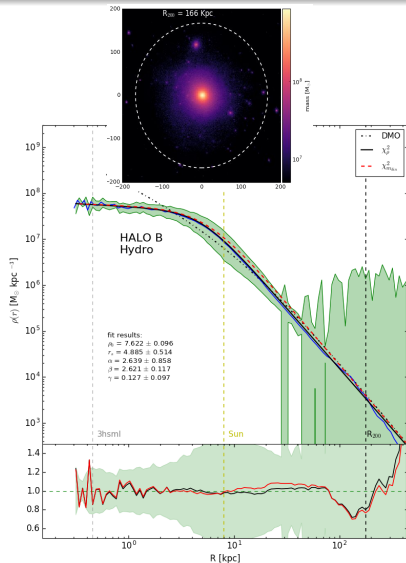 R₂₀₀ = 166 Kpc
200
100
0
−100
−200
−200 −100 0 100 200
10⁸
10⁷
mass [M☉]
DMO
χ²ρ
10⁹
10⁸
10⁷
10⁶
10⁵
10⁴
10³
ρ(r) [M☉ kpc⁻³]
HALO B
Hydro
fit results:
ρ₀ = 7.622 ± 0.096
rₛ = 4.885 ± 0.514
α = 2.639 ± 0.858
β = 2.621 ± 0.117
γ = 0.127 ± 0.097
3hsml
Sun
R₂₀₀
1.4
1.2
1.0
0.8
0.6
10⁰ 10¹ 10²
R [kpc]